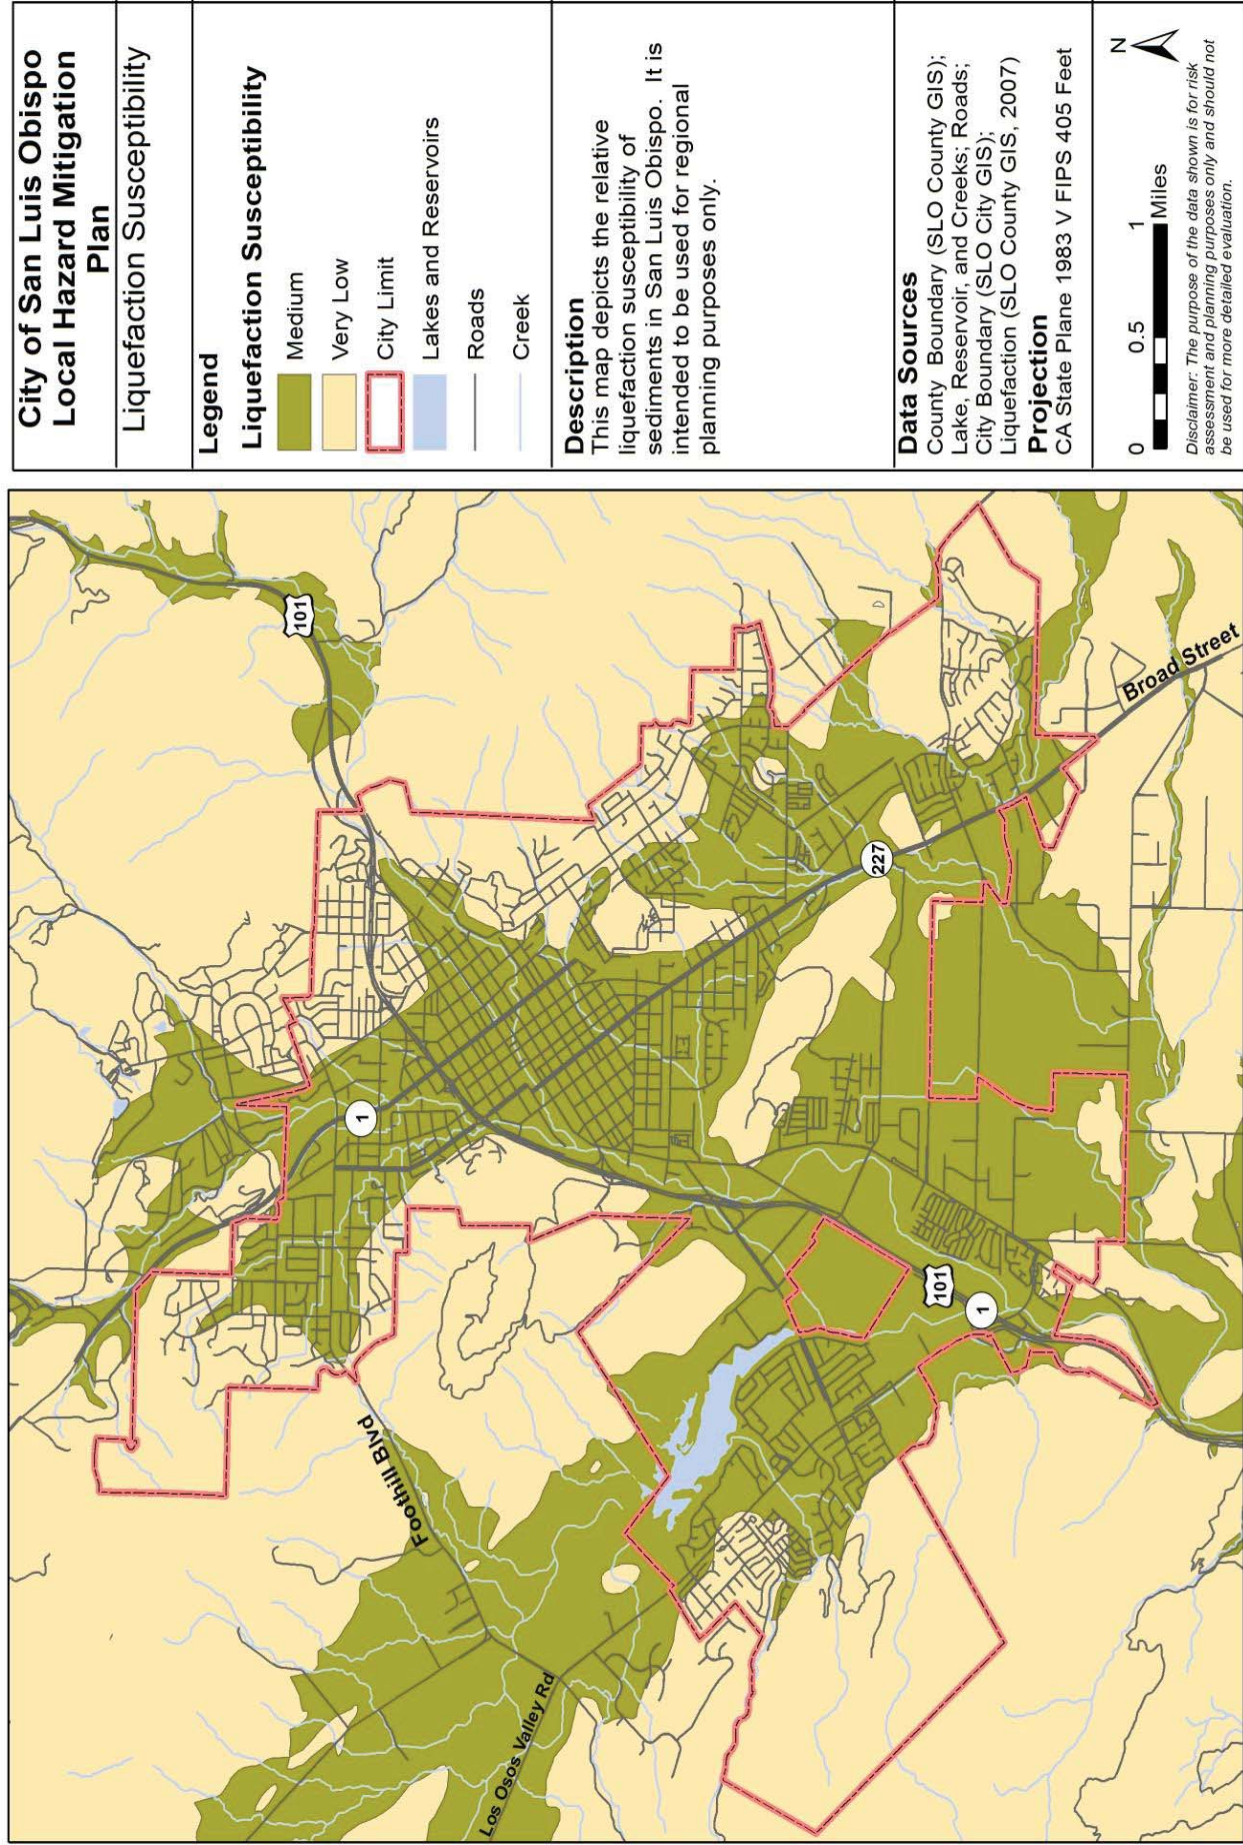 City of San Luis Obispo
Local Hazard Mitigation
Plan
Liquefaction Susceptibility
Legend
Liquefaction Susceptibility
Medium
Very Low
City Limit
Lakes and Reservoirs
Roads
Creek
Description
This map depicts the relative
liquefaction susceptibility of
sediments in San Luis Obispo. It is
intended to be used for regional
planning purposes only.
Data Sources
County Boundary (SLO County GIS);
Lake, Reservoir, and Creeks; Roads;
City Boundary (SLO City GIS);
Liquefaction (SLO County GIS, 2007)
Projection
CA State Plane 1983 V FIPS 405 Feet
N
0 0.5 1
Miles
Disclaimer: The purpose of the data shown is for risk
assessment and planning purposes only and should not
be used for more detailed evaluation.
101
1
Foothill Blvd
Los Osos Valley Rd
227
101
1
Broad Street